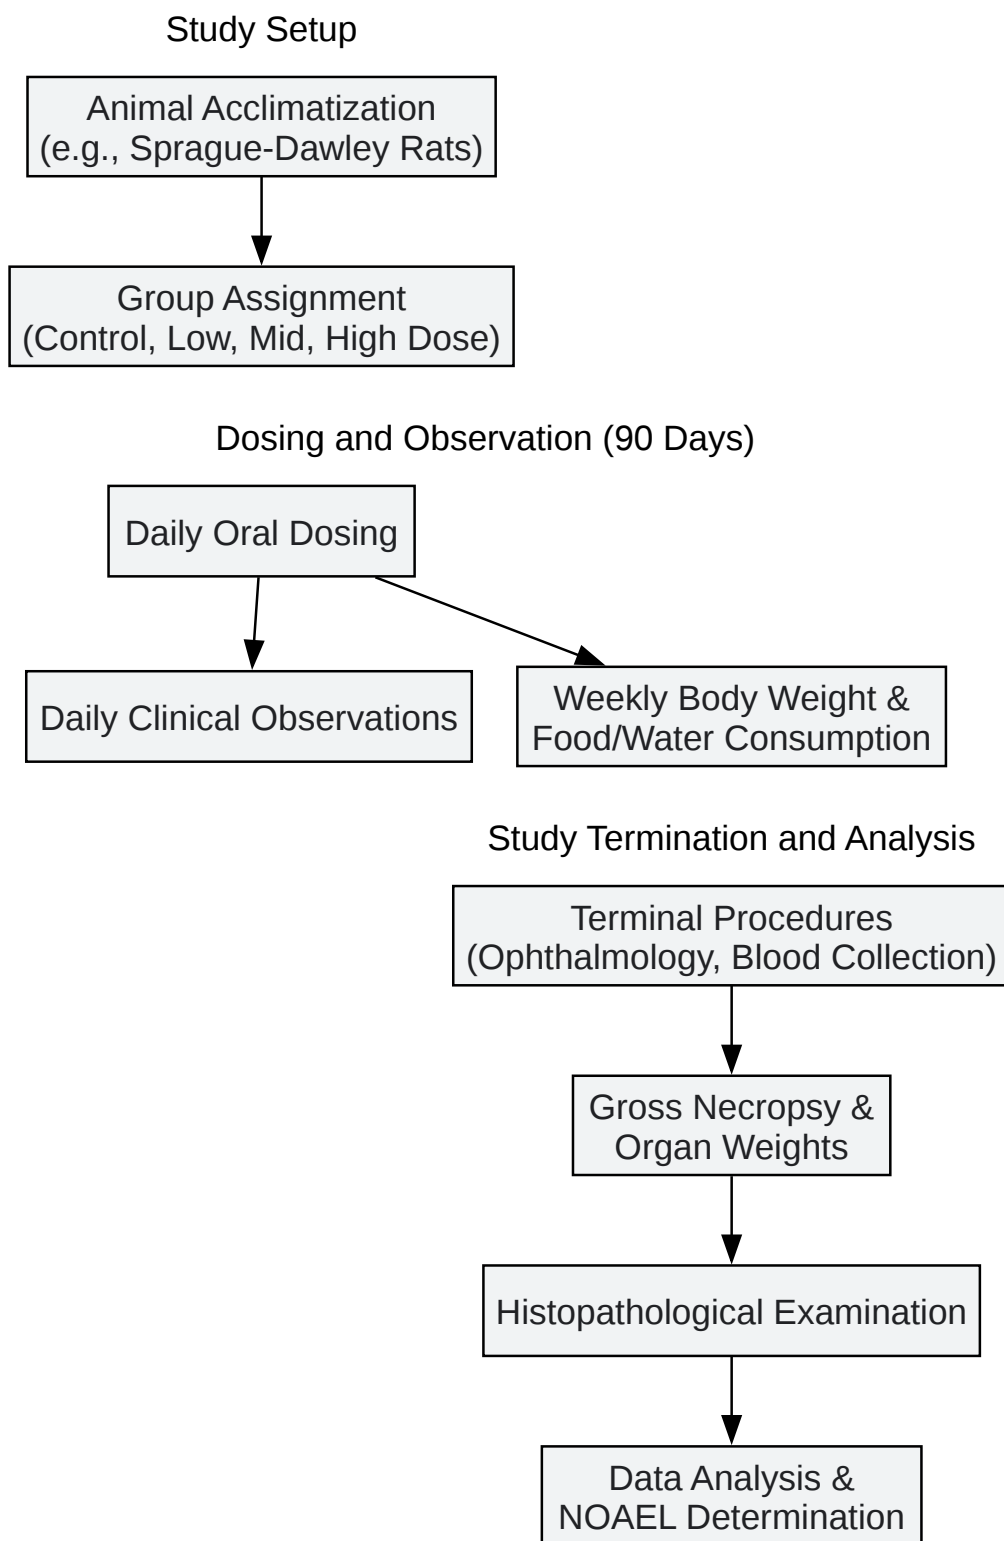 Study Setup
Animal Acclimatization
(e.g., Sprague-Dawley Rats)
Group Assignment
(Control, Low, Mid, High Dose)
Dosing and Observation (90 Days)
Daily Oral Dosing
Daily Clinical Observations
Weekly Body Weight &
Food/Water Consumption
Study Termination and Analysis
Terminal Procedures
(Ophthalmology, Blood Collection)
Gross Necropsy &
Organ Weights
Histopathological Examination
Data Analysis &
NOAEL Determination